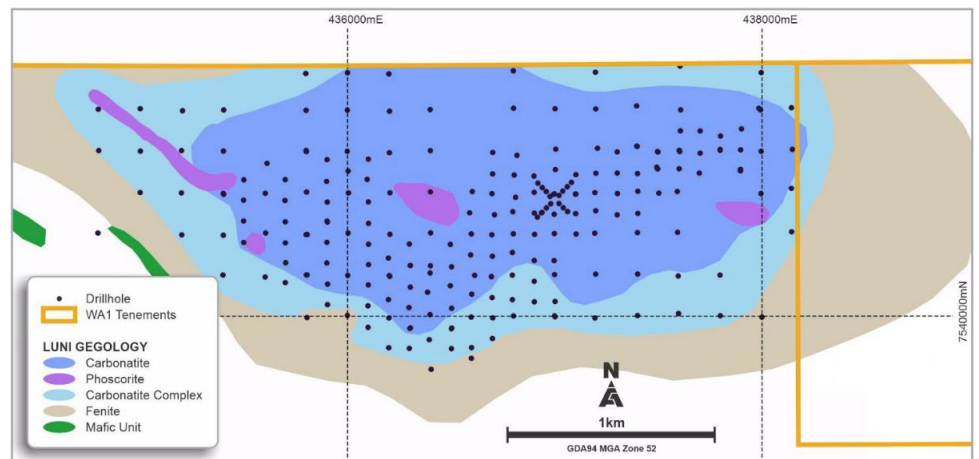 436000mE
438000mE
7540000mN
Drillhole
WA1 Tenements
LUNI GEGOLOGY
Carbonatite
Phoscorite
Carbonatite Complex
Fenite
Mafic Unit
N
1km
GDA94 MGA Zone 52